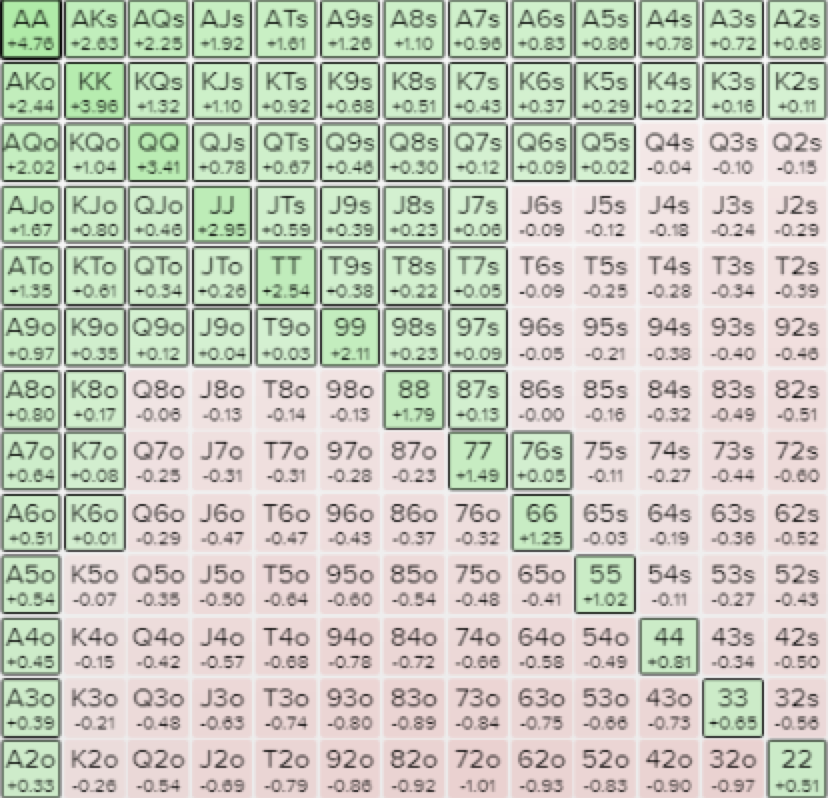 AA AKs AQs AJs ATs A9s A8s A7s A6s A5s A4s A3s A2s
+4.76 +2.63 +2.25 +1.92 +1.61 +1.26 +1.10 +0.96 +0.83 +0.86 +0.78 +0.72 +0.68
AKo KK KQs KJs KTs K9s K8s K7s K6s K5s K4s K3s K2s
+2.44 +3.96 +1.32 +1.10 +0.92 +0.68 +0.51 +0.43 +0.37 +0.29 +0.22 +0.16 +0.11
AQo KQo QQ QJs QTs Q9s Q8s Q7s Q6s Q5s Q4s Q3s Q2s
+2.02 +1.04 +3.41 +0.78 +0.67 +0.46 +0.30 +0.12 +0.09 +0.02 -0.04 -0.10 -0.15
AJo KJo QJo JJ JTs J9s J8s J7s J6s J5s J4s J3s J2s
+1.67 +0.80 +0.46 +2.95 +0.59 +0.39 +0.23 +0.06 -0.09 -0.12 -0.18 -0.24 -0.29
ATo KTo QTo JTo TT T9s T8s T7s T6s T5s T4s T3s T2s
+1.35 +0.61 +0.34 +0.26 +2.54 +0.38 +0.22 +0.05 -0.09 -0.25 -0.28 -0.34 -0.39
A9o K9o Q9o J9o T9o 99 98s 97s 96s 95s 94s 93s 92s
+0.97 +0.35 +0.12 +0.04 +0.03 +2.11 +0.23 +0.09 -0.05 -0.21 -0.38 -0.40 -0.46
A8o K8o Q8o J8o T8o 98o 88 87s 86s 85s 84s 83s 82s
+0.80 +0.17 -0.06 -0.13 -0.14 -0.13 +1.79 +0.13 -0.00 -0.16 -0.32 -0.49 -0.51
A7o K7o Q7o J7o T7o 97o 87o 77 76s 75s 74s 73s 72s
+0.64 +0.08 -0.25 -0.31 -0.31 -0.28 -0.23 +1.49 +0.05 -0.11 -0.27 -0.44 -0.60
A6o K6o Q6o J6o T6o 96o 86o 76o 66 65s 64s 63s 62s
+0.51 +0.01 -0.29 -0.47 -0.47 -0.43 -0.37 -0.32 +1.25 -0.03 -0.19 -0.36 -0.52
A5o K5o Q5o J5o T5o 95o 85o 75o 65o 55 54s 53s 52s
+0.54 -0.07 -0.35 -0.50 -0.64 -0.60 -0.54 -0.48 -0.41 +1.02 -0.11 -0.27 -0.43
A4o K4o Q4o J4o T4o 94o 84o 74o 64o 54o 44 43s 42s
+0.45 -0.15 -0.42 -0.57 -0.68 -0.78 -0.72 -0.66 -0.58 -0.49 +0.81 -0.34 -0.50
A3o K3o Q3o J3o T3o 93o 83o 73o 63o 53o 43o 33 32s
+0.39 -0.21 -0.48 -0.63 -0.74 -0.80 -0.89 -0.84 -0.75 -0.66 -0.73 +0.65 -0.56
A2o K2o Q2o J2o T2o 92o 82o 72o 62o 52o 42o 32o 22
+0.33 -0.26 -0.54 -0.69 -0.79 -0.86 -0.92 -1.01 -0.93 -0.83 -0.90 -0.97 +0.51